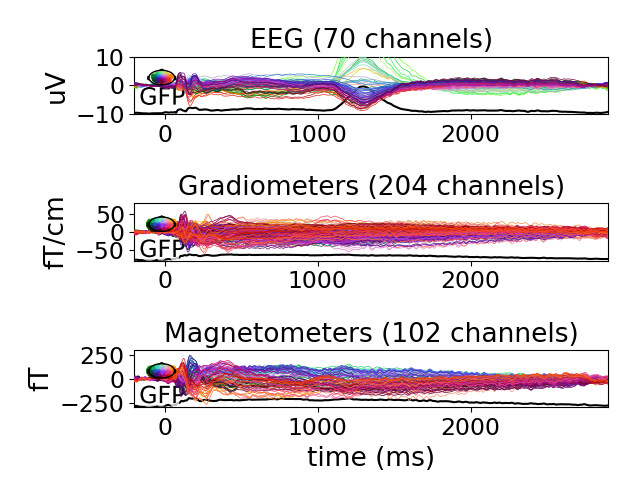 EEG (70 channels)
uV
10
0
−10
GFP
0
1000
2000
Gradiometers (204 channels)
fT/cm
50
0
−50
GFP
0
1000
2000
Magnetometers (102 channels)
fT
250
0
−250
GFP
0
1000
2000
time (ms)